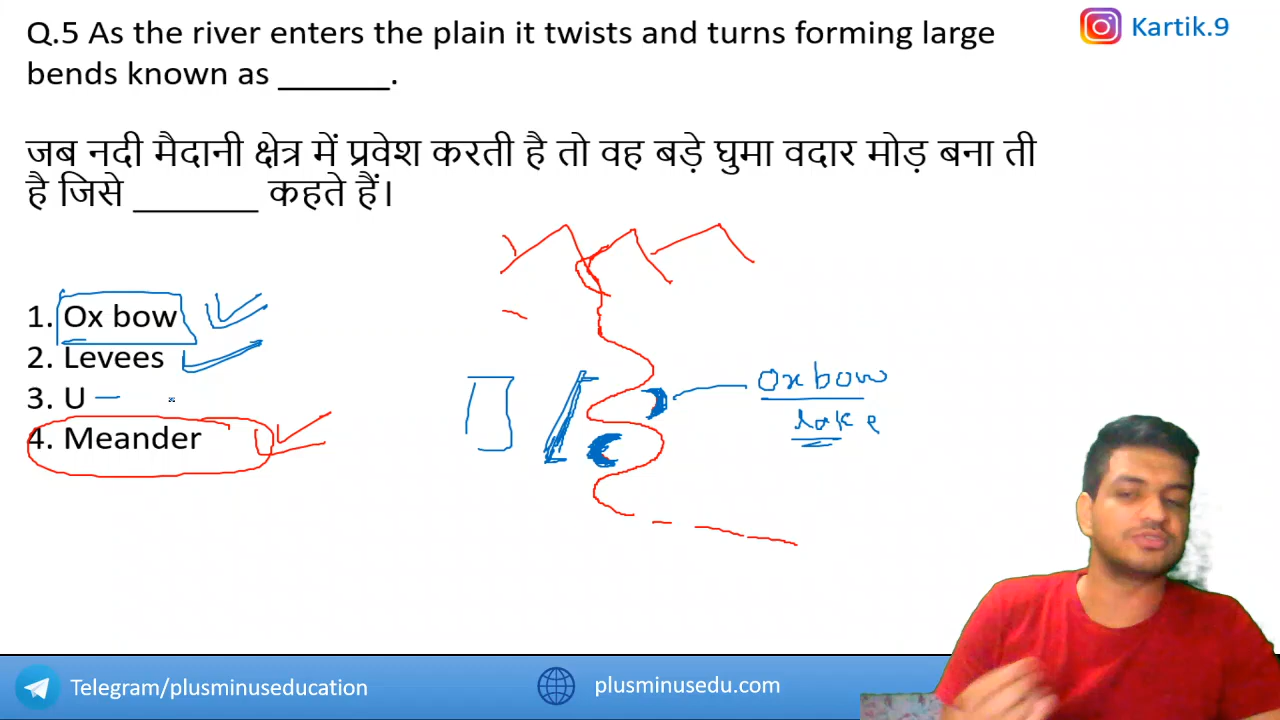 Q.5 As the river enters the plain it twists and turns forming large
bends known as ______.
Kartik.9
जब नदी मैदानी क्षेत्र में प्रवेश करती है तो वह बड़े घुमा वदार मोड़ बना ती
है जिसे _______ कहते हैं।
1. Ox bow
2. Levees
3. U
4. Meander
Ox bow
lake
Telegram/plusminuseducation
plusminusedu.com